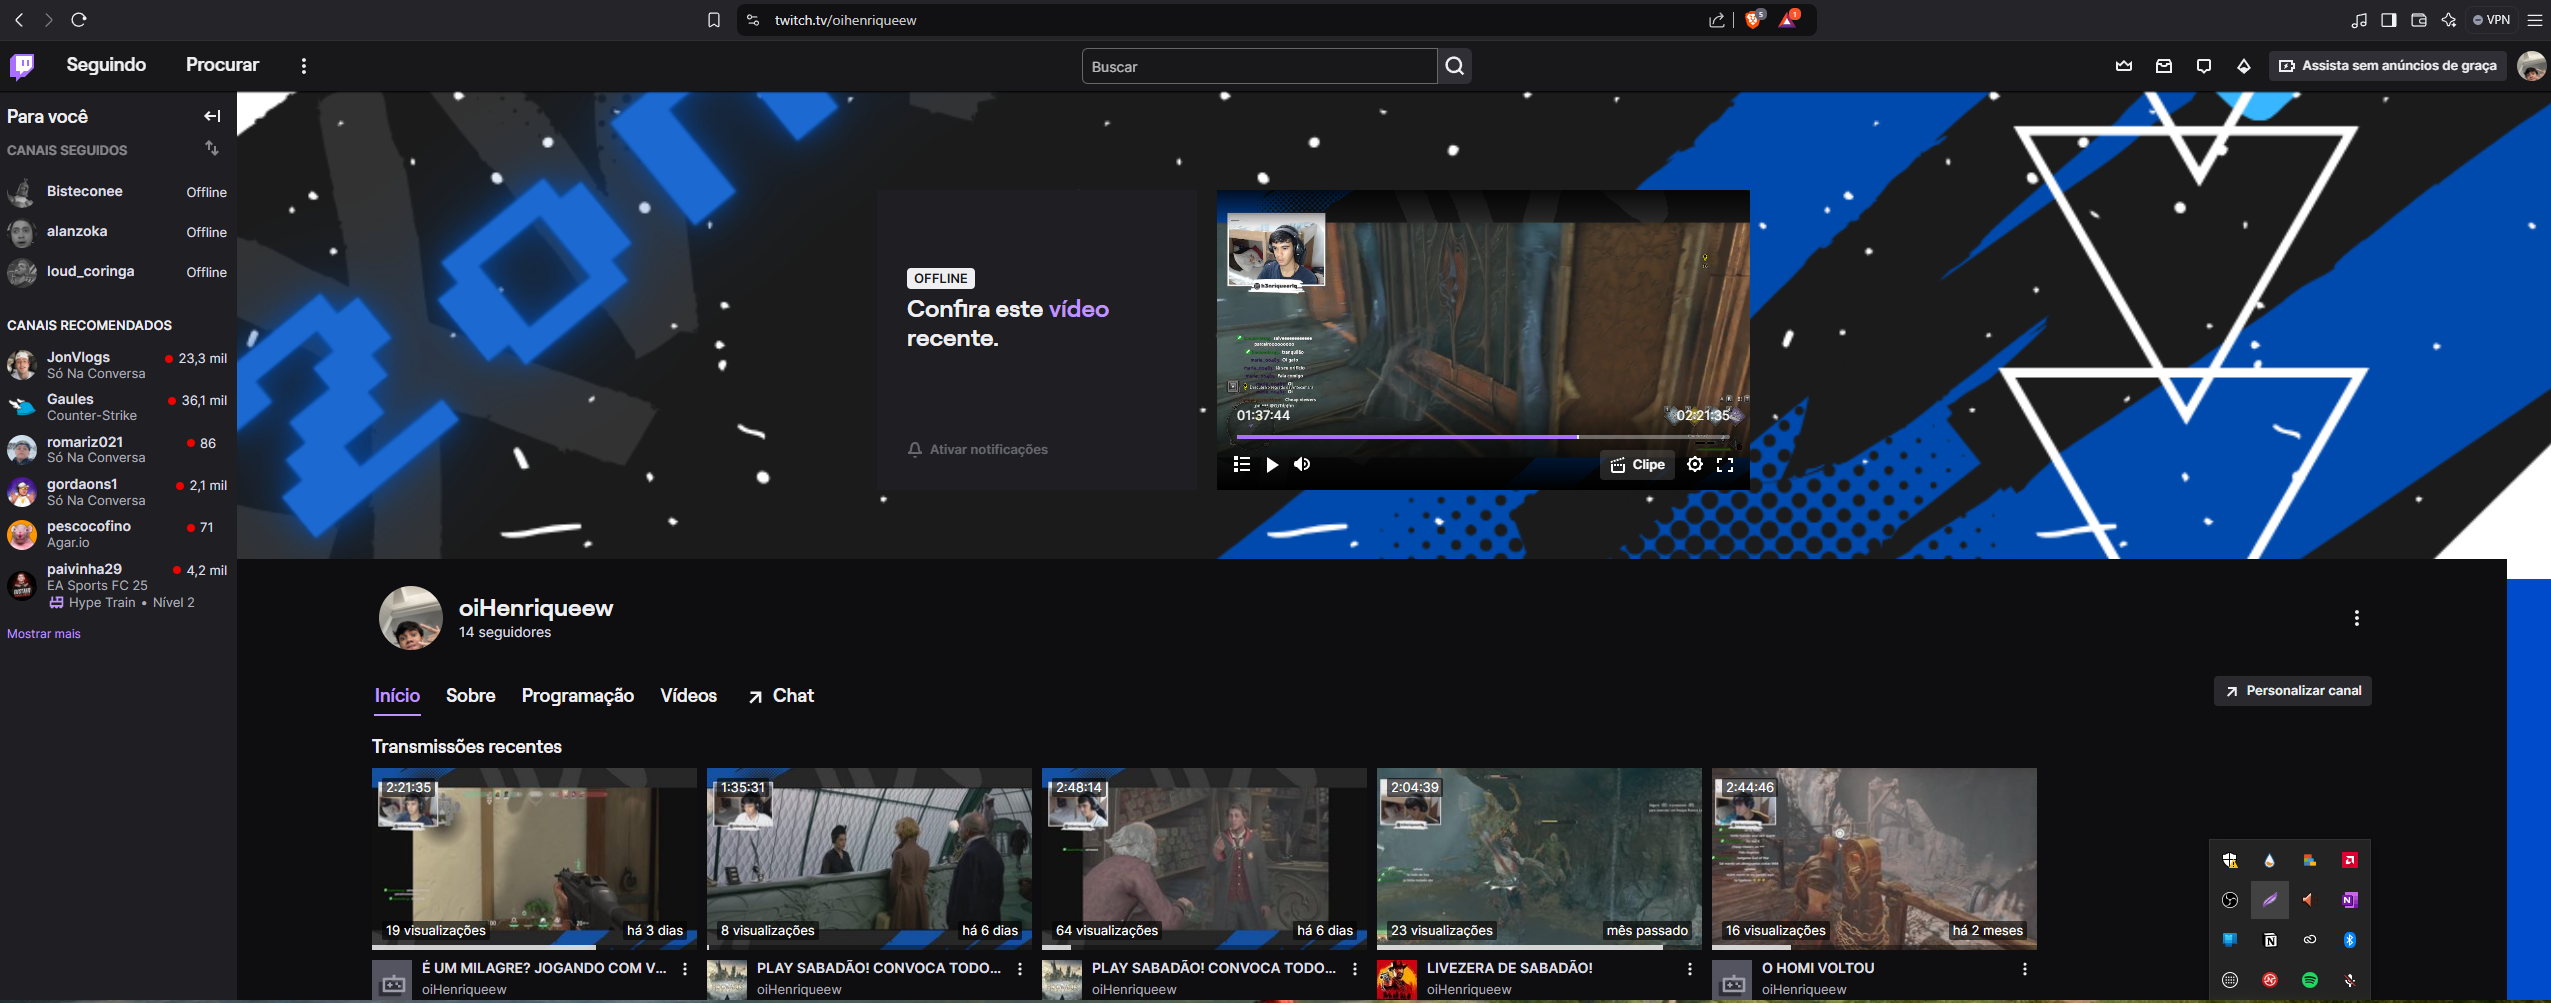 twitch.tv/oihenriqueew
5
1
VPN
Seguindo
Procurar
Buscar
Assista sem anúncios de graça
Para você
CANAIS SEGUIDOS
Bisteconee
Offline
alanzoka
Offline
loud_coringa
Offline
CANAIS RECOMENDADOS
JonVlogs
23,3 mil
Só Na Conversa
Gaules
36,1 mil
Counter-Strike
romariz021
86
Só Na Conversa
gordaons1
2,1 mil
Só Na Conversa
pescocofino
71
Agar.io
paivinha29
4,2 mil
EA Sports FC 25
Hype Train • Nível 2
Mostrar mais
OFFLINE
Confira este vídeo
recente.
Ativar notificações
01:37:44
02:21:35
Clipe
oiHenriqueew
14 seguidores
Início
Sobre
Programação
Vídeos
Chat
Personalizar canal
Transmissões recentes
2:21:35
19 visualizações
há 3 dias
É UM MILAGRE? JOGANDO COM V...
oiHenriqueew
1:35:31
8 visualizações
há 6 dias
PLAY SABADÃO! CONVOCA TODO...
oiHenriqueew
2:48:14
64 visualizações
há 6 dias
PLAY SABADÃO! CONVOCA TODO...
oiHenriqueew
2:04:39
23 visualizações
mês passado
LIVEZERA DE SABADÃO!
oiHenriqueew
2:44:46
16 visualizações
há 2 meses
O HOMI VOLTOU
oiHenriqueew